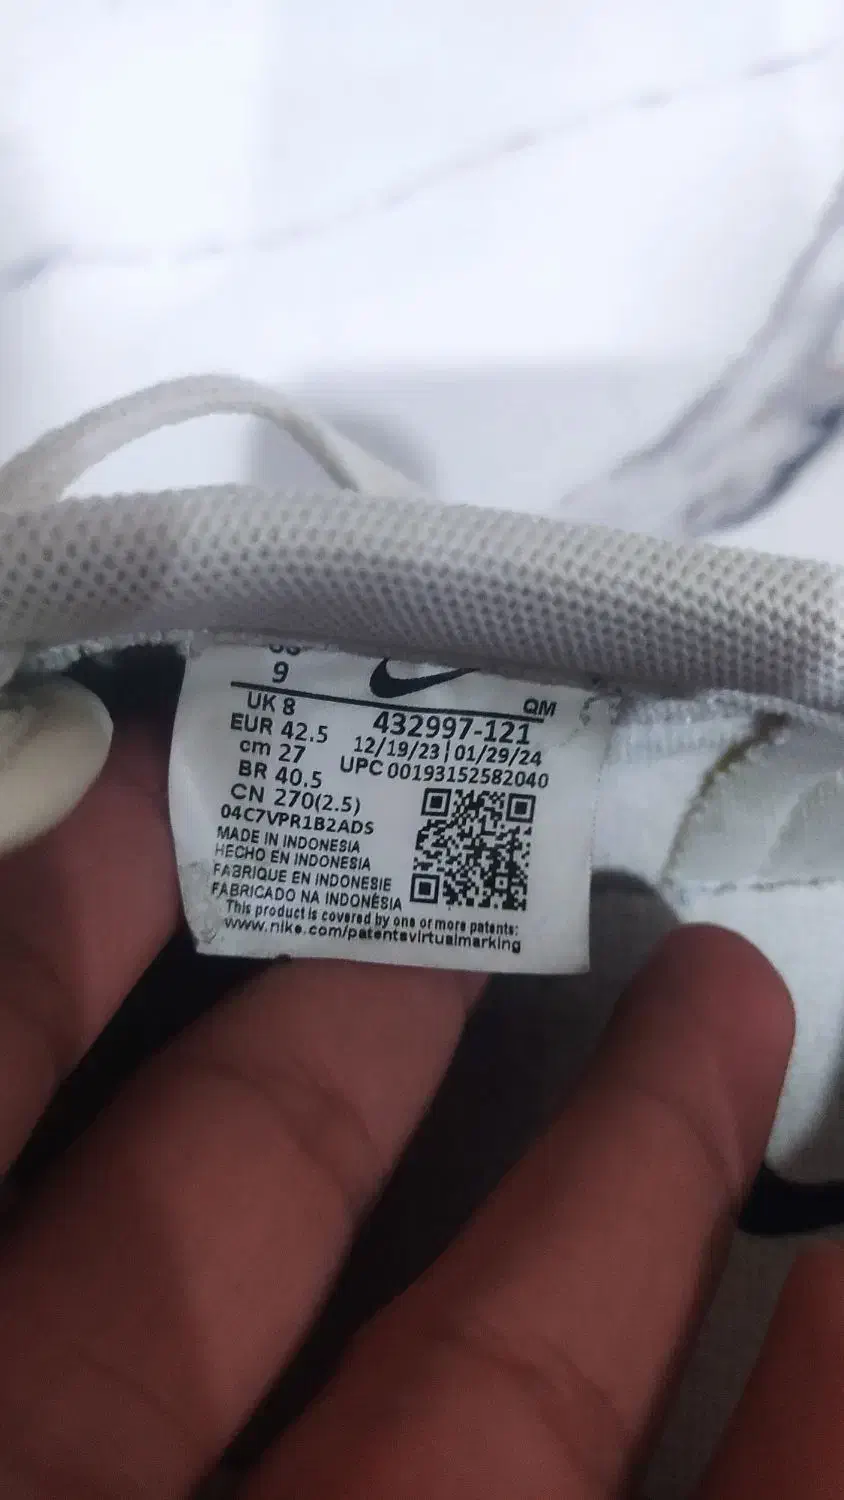 US
9
UK 8
EUR 42.5
cm 27
BR 40.5
CN 270(2.5)
04C7VPR1B2ADS
QM
432997-121
12/19/23|01/29/24
UPC 00193152582040
MADE IN INDONESIA
HECHO EN INDONESIA
FABRIQUE EN INDONESIE
FABRICADO NA INDONÉSIA
This product is covered by one or more patents:
www.nike.com/patentsvirtualmarking